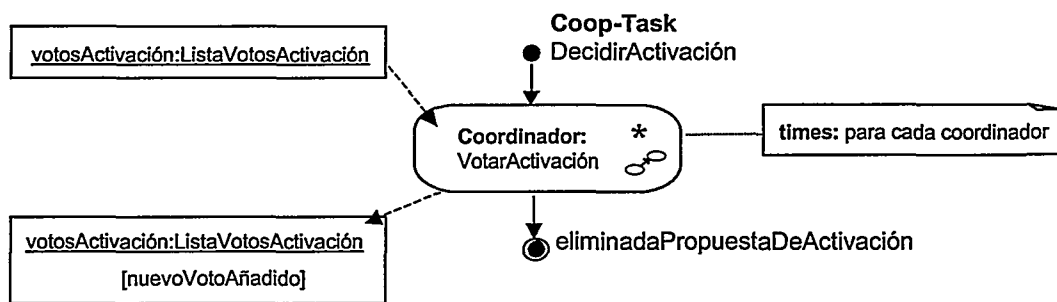 Coop-Task
DecidirActivación
votosActivación:ListaVotosActivación
Coordinador:
*
VotarActivación
times: para cada coordinador
votosActivación:ListaVotosActivación
[nuevoVotoAñadido]
eliminadaPropuestaDeActivación